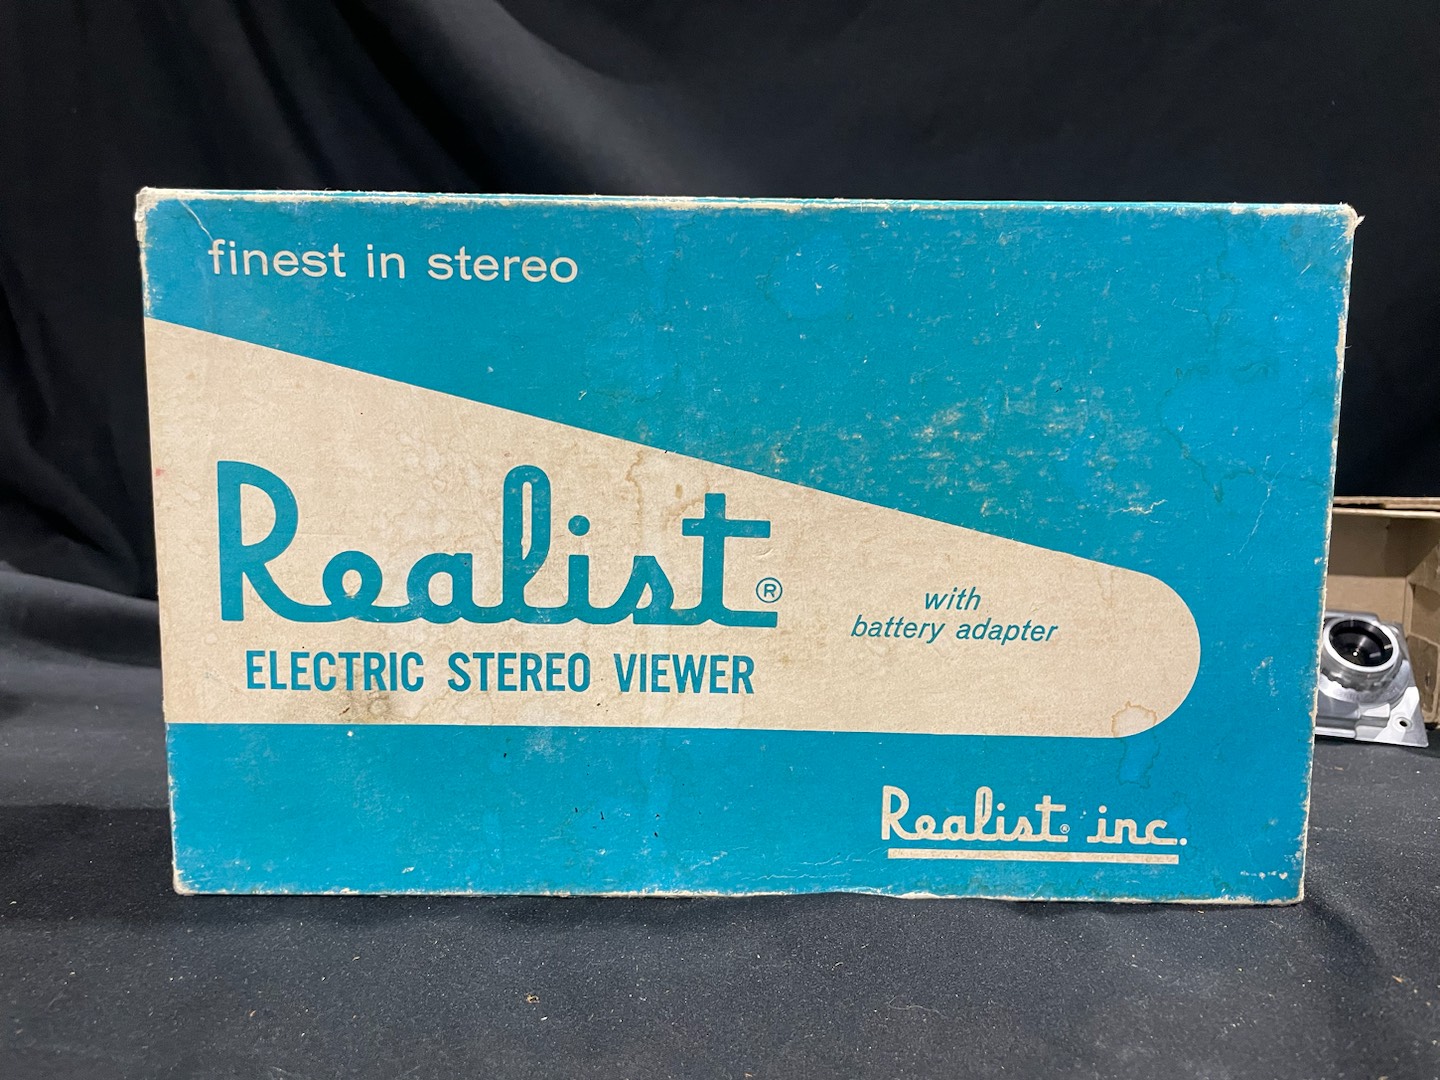 finest in stereo
Realist®
ELECTRIC STEREO VIEWER
with
battery adapter
Realist® inc.